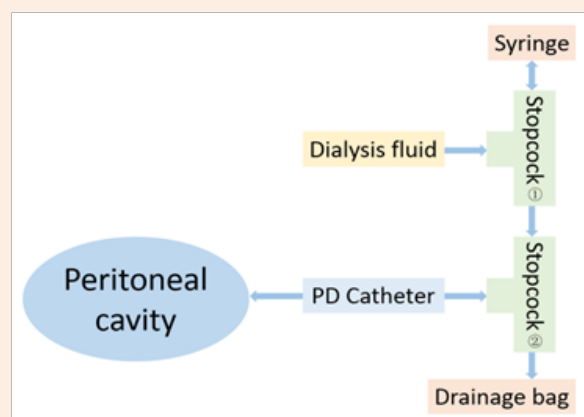 Syringe
Stopcock ①
Dialysis fluid
Peritoneal
cavity
PD Catheter
Stopcock ②
Drainage bag